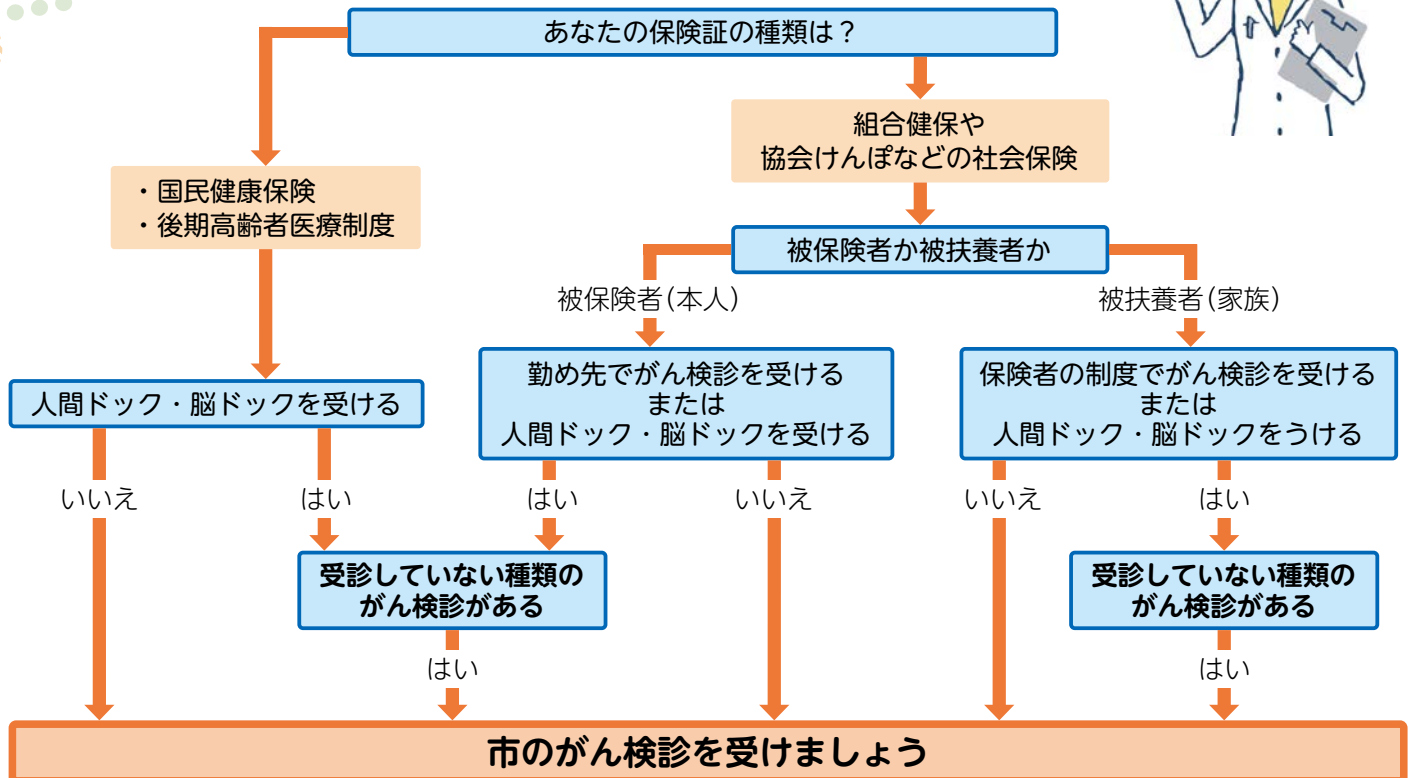 あなたの保険証の種類は？
組合健保や
協会けんぽなどの社会保険
・国民健康保険
・後期高齢者医療制度
被保険者か被扶養者か
被保険者（本人）
被扶養者（家族）
人間ドック・脳ドックを受ける
勤め先でがん検診を受ける
または
人間ドック・脳ドックを受ける
保険者の制度でがん検診を受ける
または
人間ドック・脳ドックをうける
いいえ
はい
はい
いいえ
いいえ
はい
受診していない種類の
がん検診がある
受診していない種類の
がん検診がある
はい
はい
市のがん検診を受けましょう